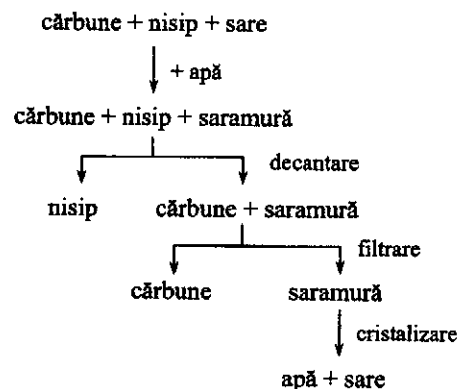 cărbune + nisip + sare
+ apă
cărbune + nisip + saramură
decantare
nisip cărbune + saramură
filtrare
cărbune saramură
cristalizare
apă + sare